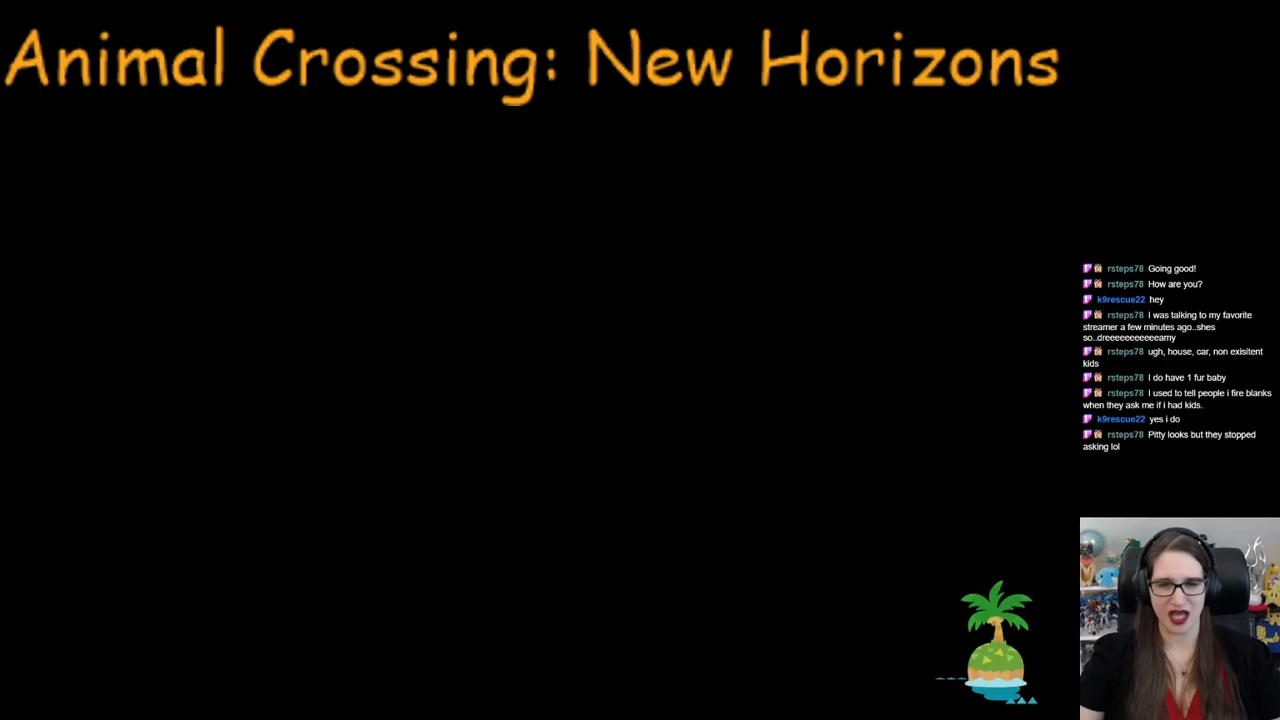 Animal Crossing: New Horizons
rsteps78 Going good!
rsteps78 How are you?
k9rescue22 hey
rsteps78 I was talking to my favorite
streamer a few minutes ago..shes
so..dreeeeeeeeeeamy
rsteps78 ugh, house, car, non exisitent
kids
rsteps78 I do have 1 fur baby
rsteps78 I used to tell people i fire blanks
when they ask me if i had kids.
k9rescue22 yes i do
rsteps78 Pitty looks but they stopped
asking lol